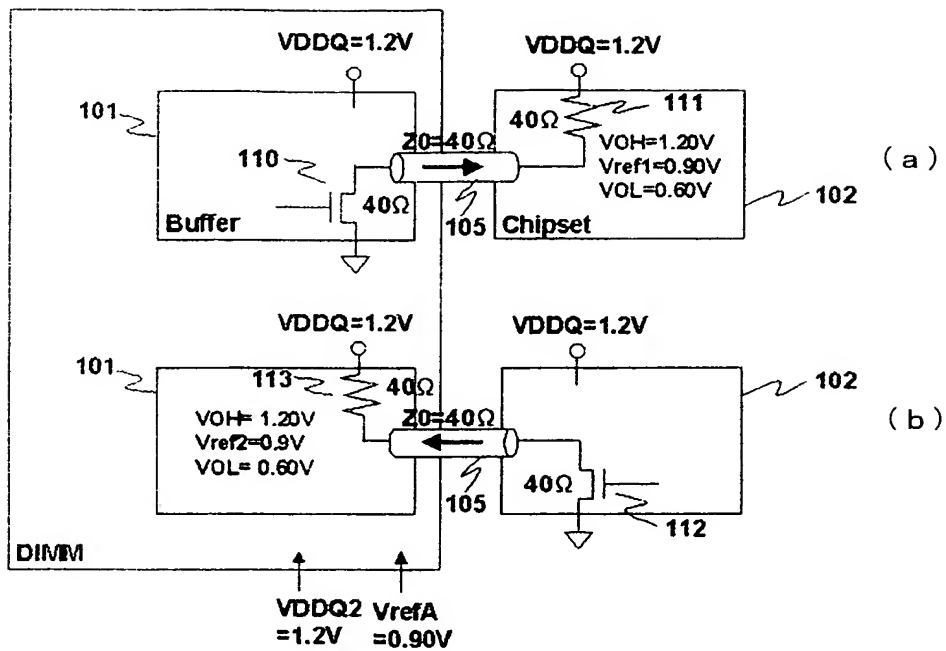 VDDQ=1.2V
VDDQ=1.2V
101
111
40Ω
Z0=40Ω
VOH=1.20V
Vref1=0.90V
VOL=0.60V
(a)
110
40Ω
102
Buffer
105
Chipset
VDDQ=1.2V
VDDQ=1.2V
101
113
40Ω
102
Z0=40Ω
VOH= 1.20V
Vref2=0.9V
VOL= 0.60V
(b)
40Ω
105
112
DIMM
VDDQ2
=1.2V
VrefA
=0.90V